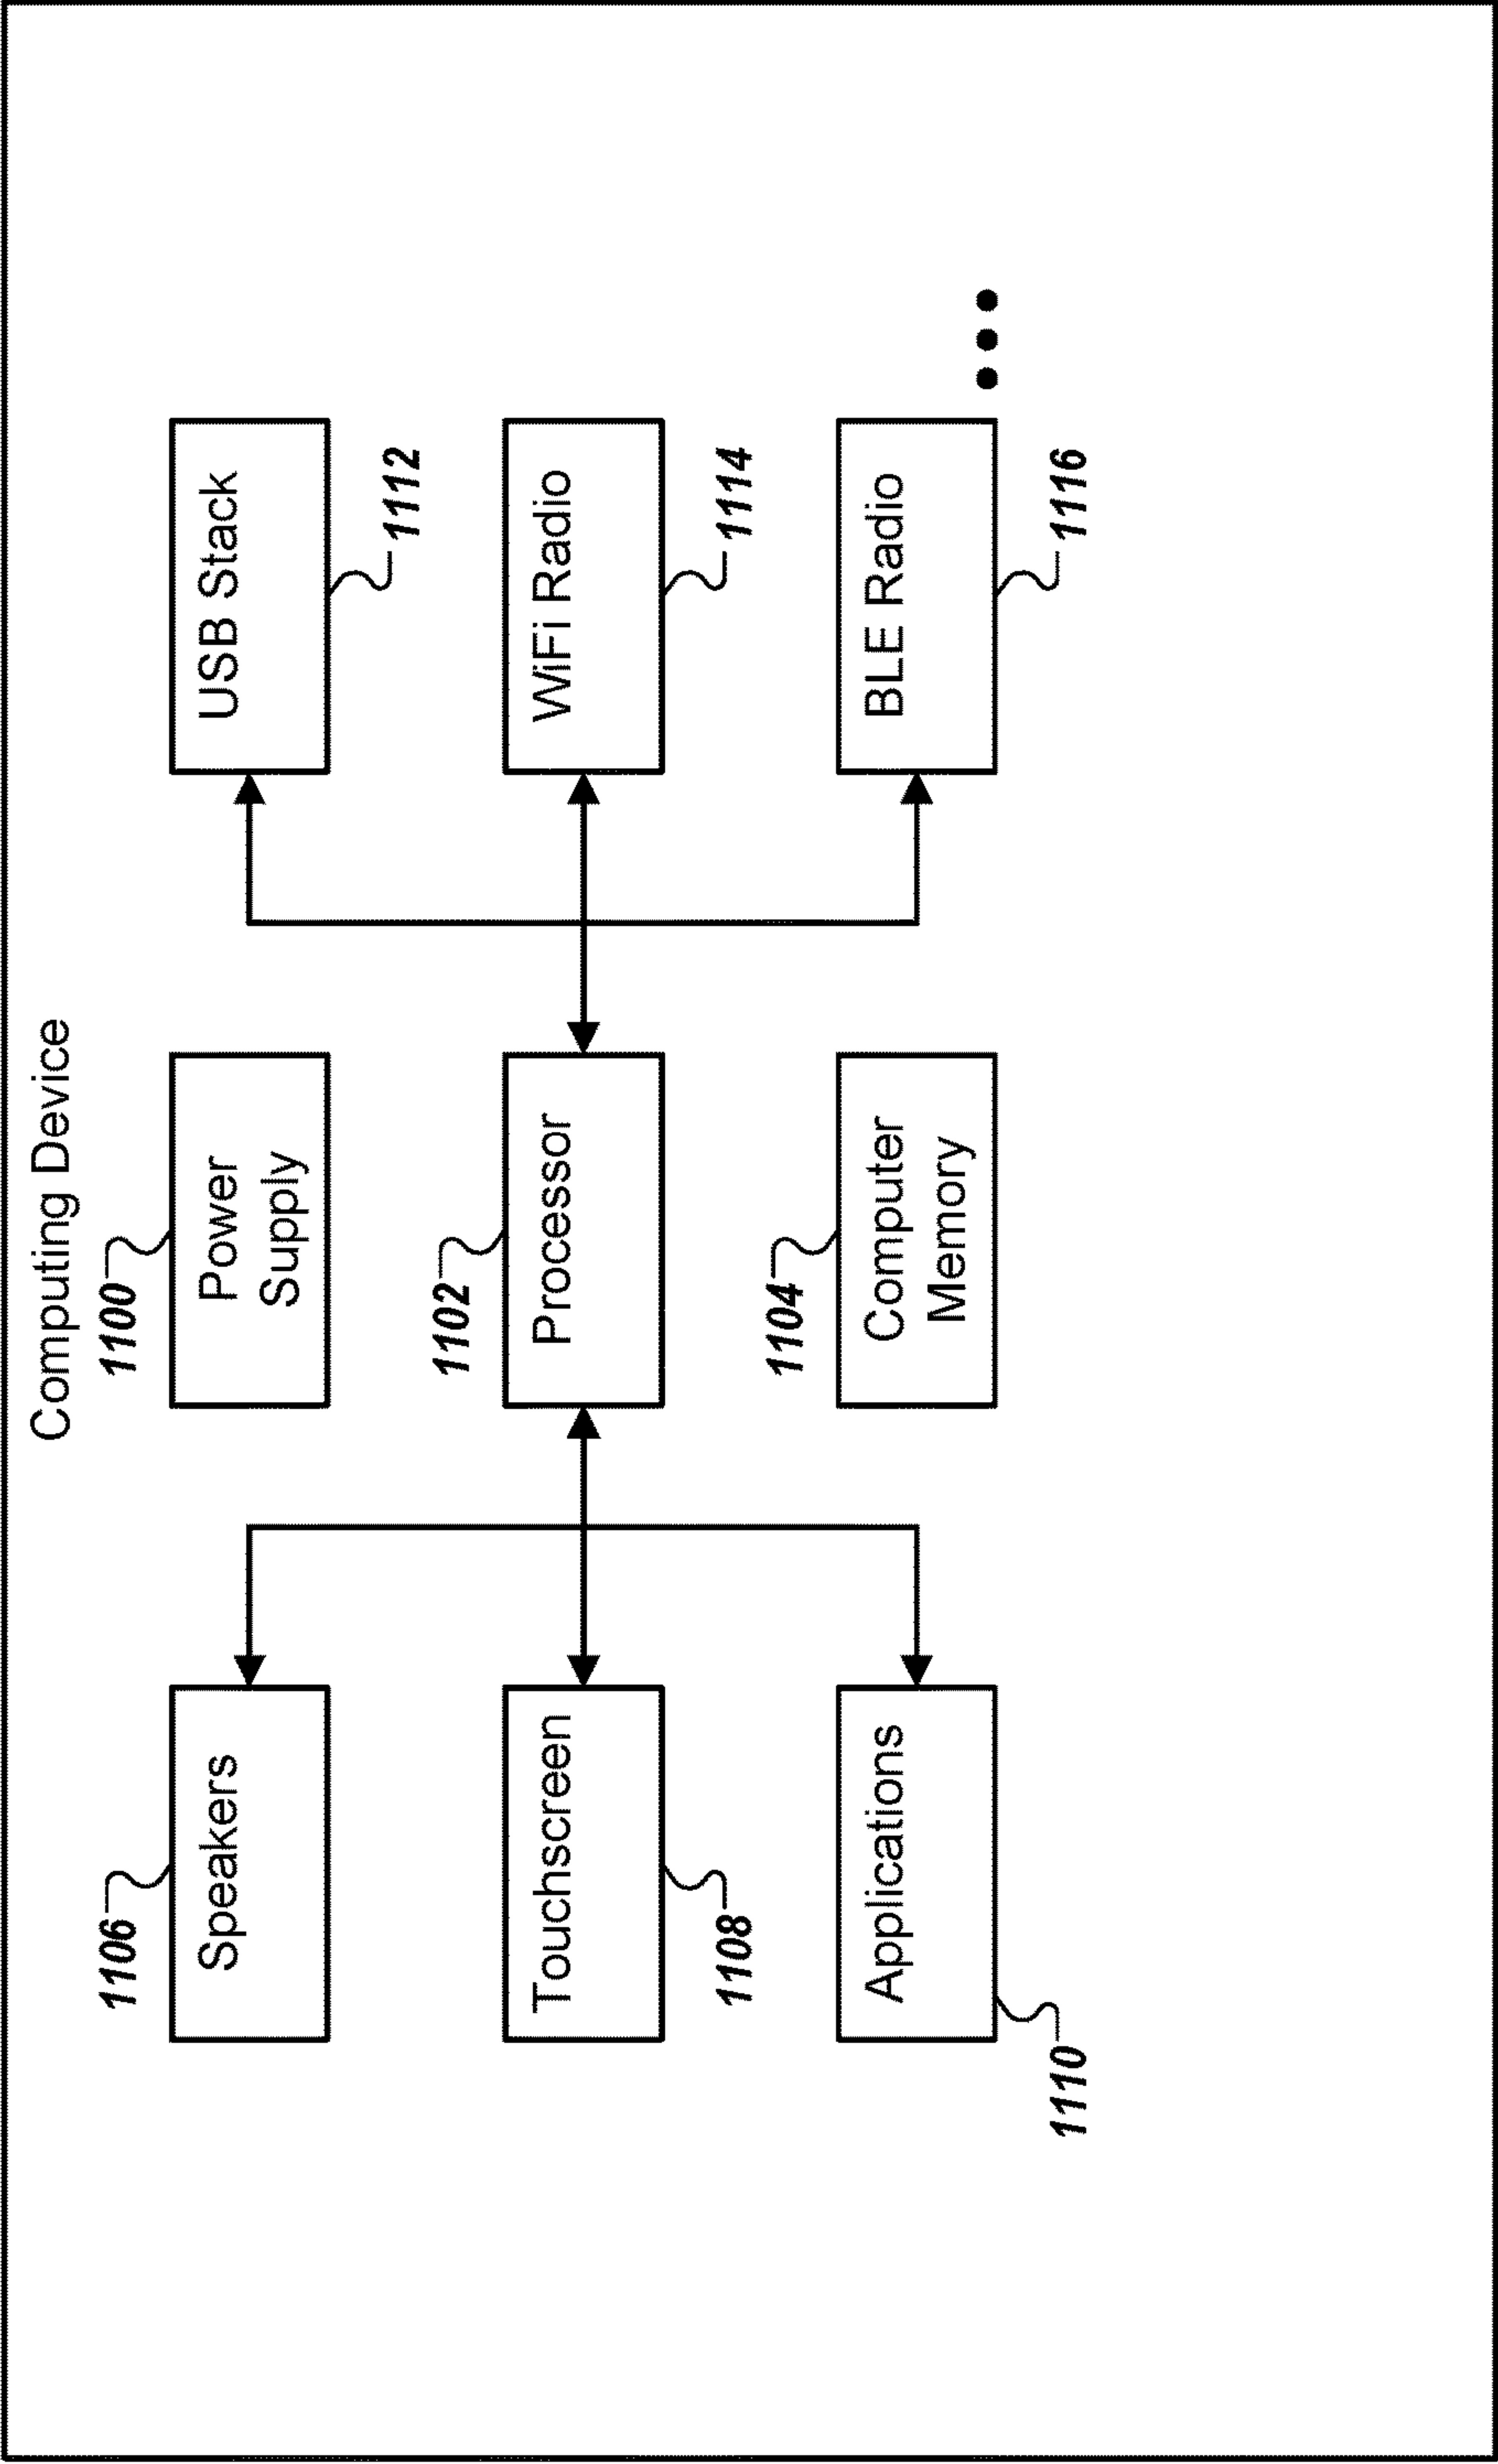 Computing Device
1106
Speakers
1100
Power
Supply
USB Stack
1112
Touchscreen
1108
1102
Processor
WiFi Radio
1114
Applications
1110
1104
Computer
Memory
BLE Radio
1116